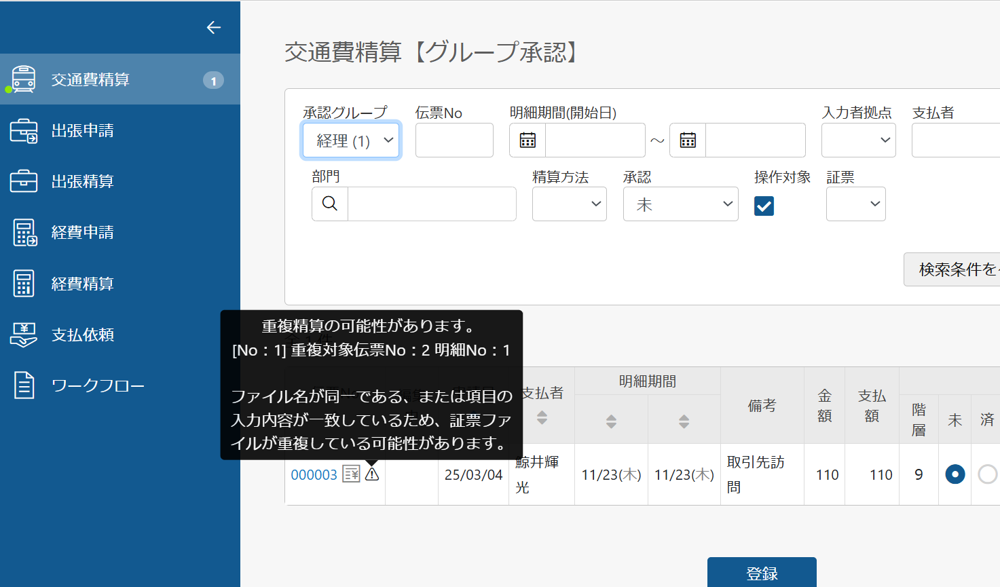 交通費精算
1
出張申請
出張精算
経費申請
経費精算
支払依頼
ワークフロー
交通費精算【グループ承認】
承認グループ
伝票No
明細期間(開始日)
入力者拠点
支払者
経理 (1)
～
部門
精算方法
承認
操作対象
証票
未
検索条件を
重複精算の可能性があります。
[No：1] 重複対象伝票No：2 明細No：1
ファイル名が同一である、または項目の
入力内容が一致しているため、証票ファ
イルが重複している可能性があります。
支払者
明細期間
備考
金
額
支払
額
階
層
未
済
000003
25/03/04
鯨井輝
光
11/23(木)
11/23(木)
取引先訪
問
110
110
9
登録